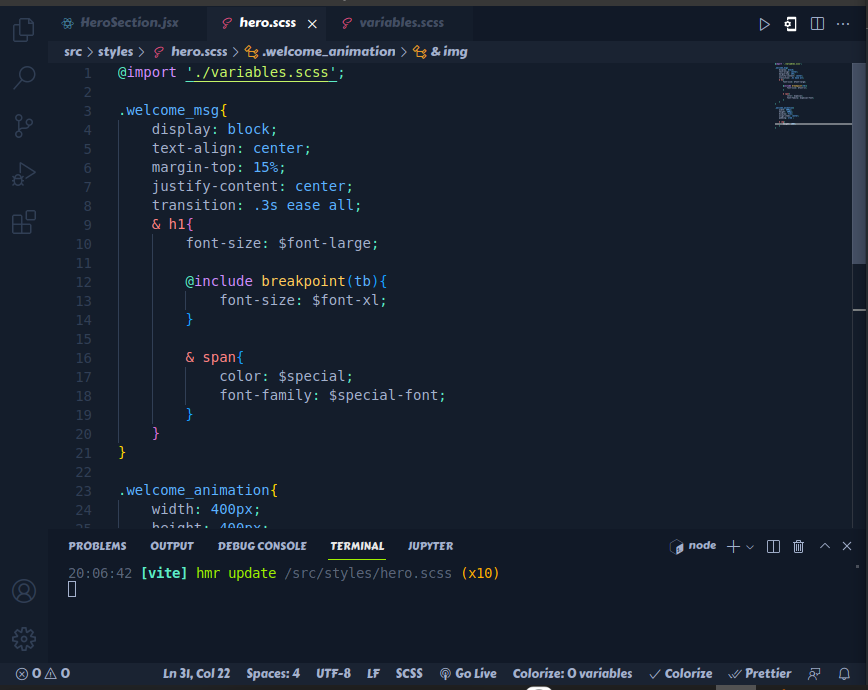 HeroSection.jsx hero.scss variables.scss
src > styles > hero.scss > .welcome_animation > & img
1 @import './variables.scss';
2
3 .welcome_msg{
4 display: block;
5 text-align: center;
6 margin-top: 15%;
7 justify-content: center;
8 transition: .3s ease all;
9 & h1{
10 font-size: $font-large;
11
12 @include breakpoint(tb){
13 font-size: $font-xl;
14 }
15
16 & span{
17 color: $special;
18 font-family: $special-font;
19 }
20 }
21 }
22
23 .welcome_animation{
24 width: 400px;
25 height: 400px;
PROBLEMS OUTPUT DEBUG CONSOLE TERMINAL JUPYTER node
20:06:42 [vite] hmr update /src/styles/hero.scss (x10)
0 0 Ln 31, Col 22 Spaces: 4 UTF-8 LF SCSS Go Live Colorize: 0 variables Colorize Prettier